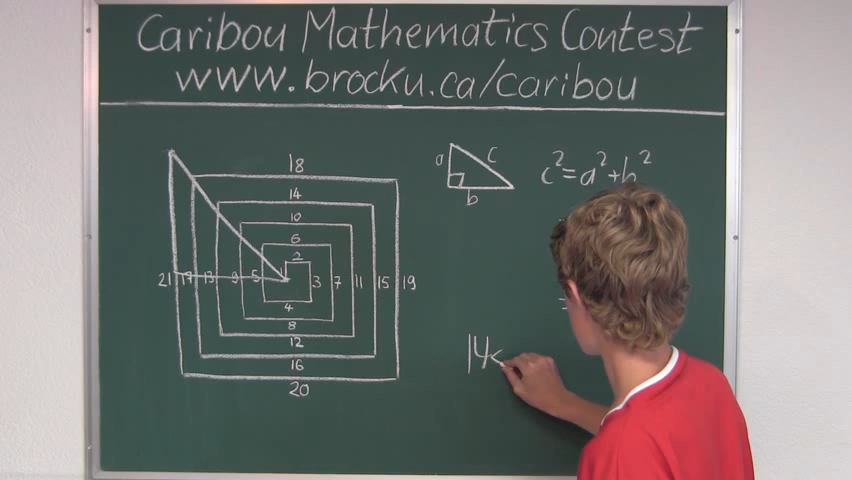 Caribou Mathematics Contest
www.brocku.ca/caribou
18
14
10
6
2
21 17 13 9 5 1 3 7 11 15 19
4
8
12
16
20
a c
b
c²=a²+b²
=
14<